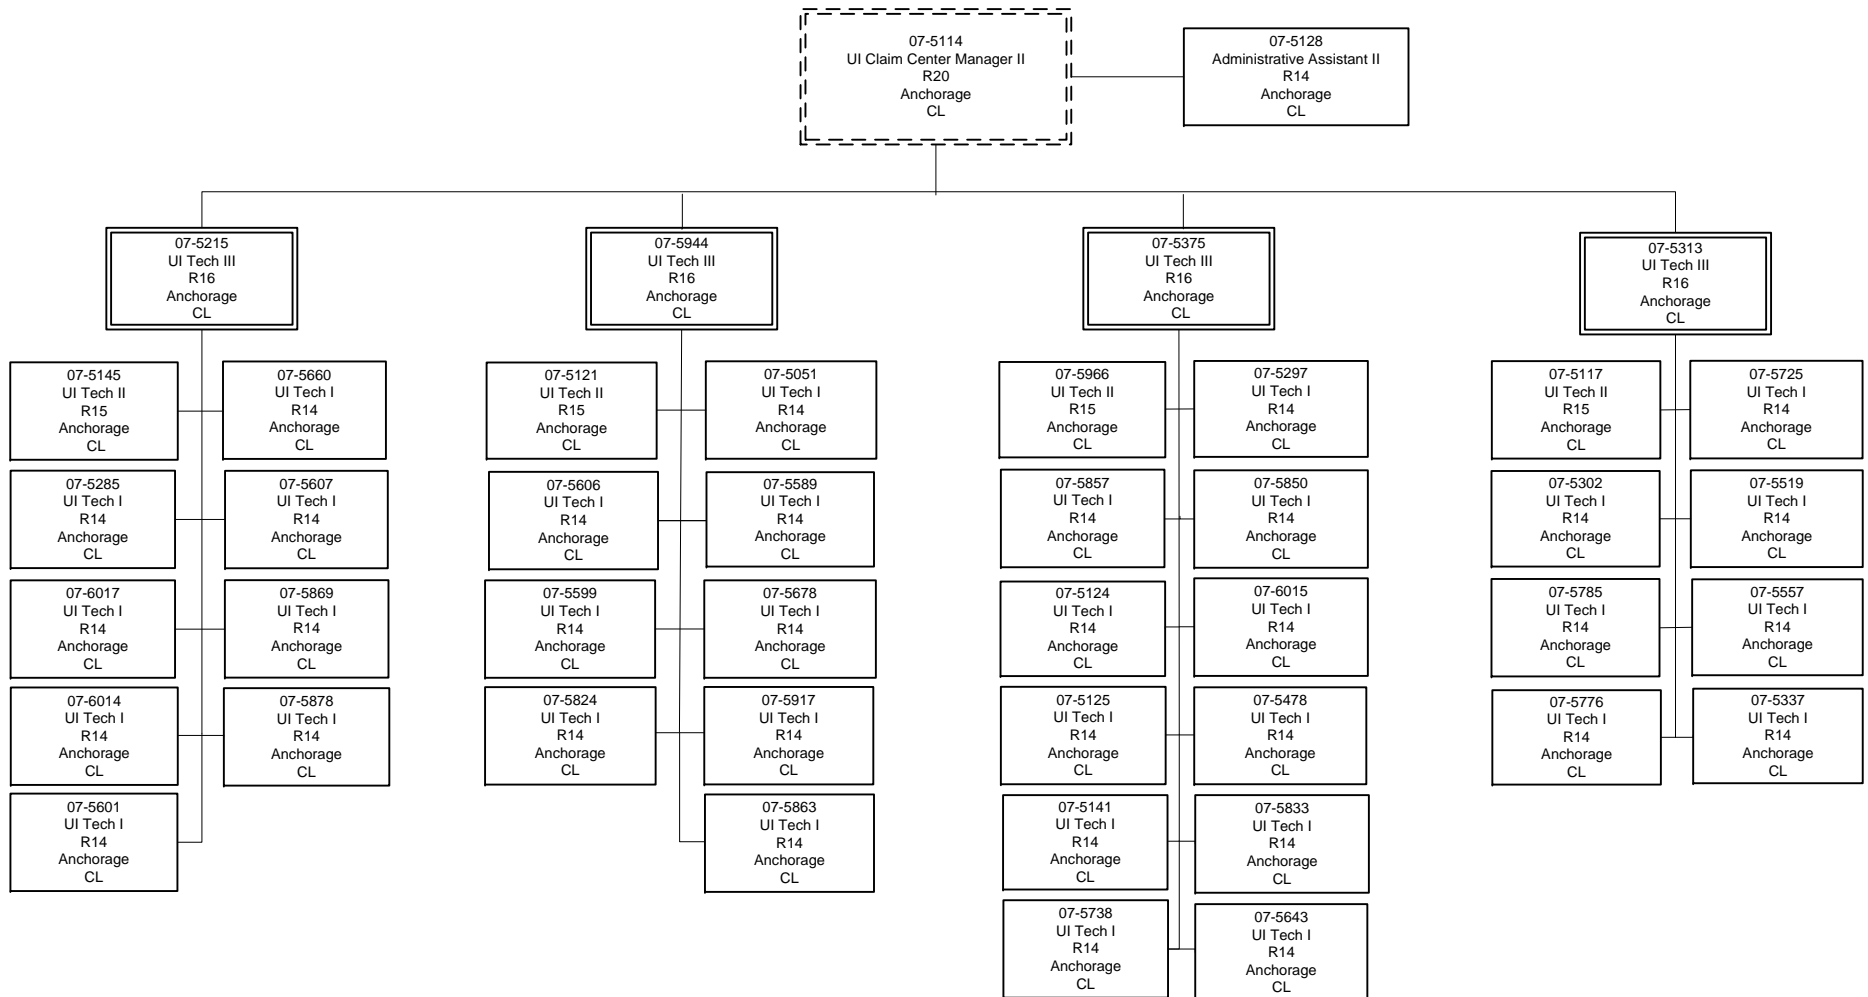 07-5114
UI Claim Center Manager II
R20
Anchorage
CL
07-5128
Administrative Assistant II
R14
Anchorage
CL
07-5215
UI Tech III
R16
Anchorage
CL
07-5944
UI Tech III
R16
Anchorage
CL
07-5375
UI Tech III
R16
Anchorage
CL
07-5313
UI Tech III
R16
Anchorage
CL
07-5145
UI Tech II
R15
Anchorage
CL
07-5660
UI Tech I
R14
Anchorage
CL
07-5285
UI Tech I
R14
Anchorage
CL
07-5607
UI Tech I
R14
Anchorage
CL
07-6017
UI Tech I
R14
Anchorage
CL
07-5869
UI Tech I
R14
Anchorage
CL
07-6014
UI Tech I
R14
Anchorage
CL
07-5878
UI Tech I
R14
Anchorage
CL
07-5601
UI Tech I
R14
Anchorage
CL
07-5121
UI Tech II
R15
Anchorage
CL
07-5051
UI Tech I
R14
Anchorage
CL
07-5606
UI Tech I
R14
Anchorage
CL
07-5589
UI Tech I
R14
Anchorage
CL
07-5599
UI Tech I
R14
Anchorage
CL
07-5678
UI Tech I
R14
Anchorage
CL
07-5824
UI Tech I
R14
Anchorage
CL
07-5917
UI Tech I
R14
Anchorage
CL
07-5863
UI Tech I
R14
Anchorage
CL
07-5966
UI Tech II
R15
Anchorage
CL
07-5297
UI Tech I
R14
Anchorage
CL
07-5857
UI Tech I
R14
Anchorage
CL
07-5850
UI Tech I
R14
Anchorage
CL
07-5124
UI Tech I
R14
Anchorage
CL
07-6015
UI Tech I
R14
Anchorage
CL
07-5125
UI Tech I
R14
Anchorage
CL
07-5478
UI Tech I
R14
Anchorage
CL
07-5141
UI Tech I
R14
Anchorage
CL
07-5833
UI Tech I
R14
Anchorage
CL
07-5738
UI Tech I
R14
Anchorage
CL
07-5643
UI Tech I
R14
Anchorage
CL
07-5117
UI Tech II
R15
Anchorage
CL
07-5725
UI Tech I
R14
Anchorage
CL
07-5302
UI Tech I
R14
Anchorage
CL
07-5519
UI Tech I
R14
Anchorage
CL
07-5785
UI Tech I
R14
Anchorage
CL
07-5557
UI Tech I
R14
Anchorage
CL
07-5776
UI Tech I
R14
Anchorage
CL
07-5337
UI Tech I
R14
Anchorage
CL